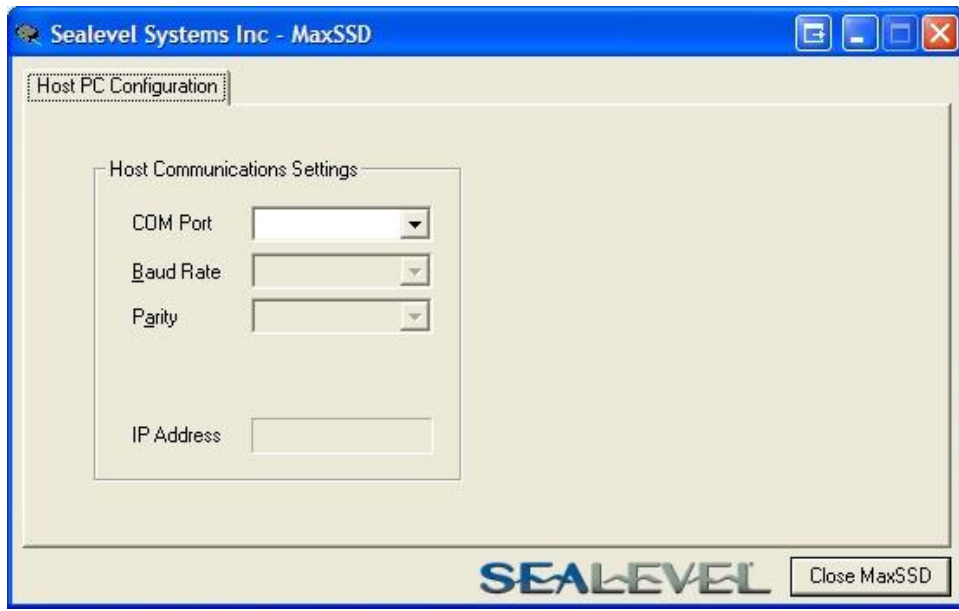 Sealevel Systems Inc - MaxSSD
Host PC Configuration
Host Communications Settings
COM Port
Baud Rate
Parity
IP Address
SEALEVEL
Close MaxSSD